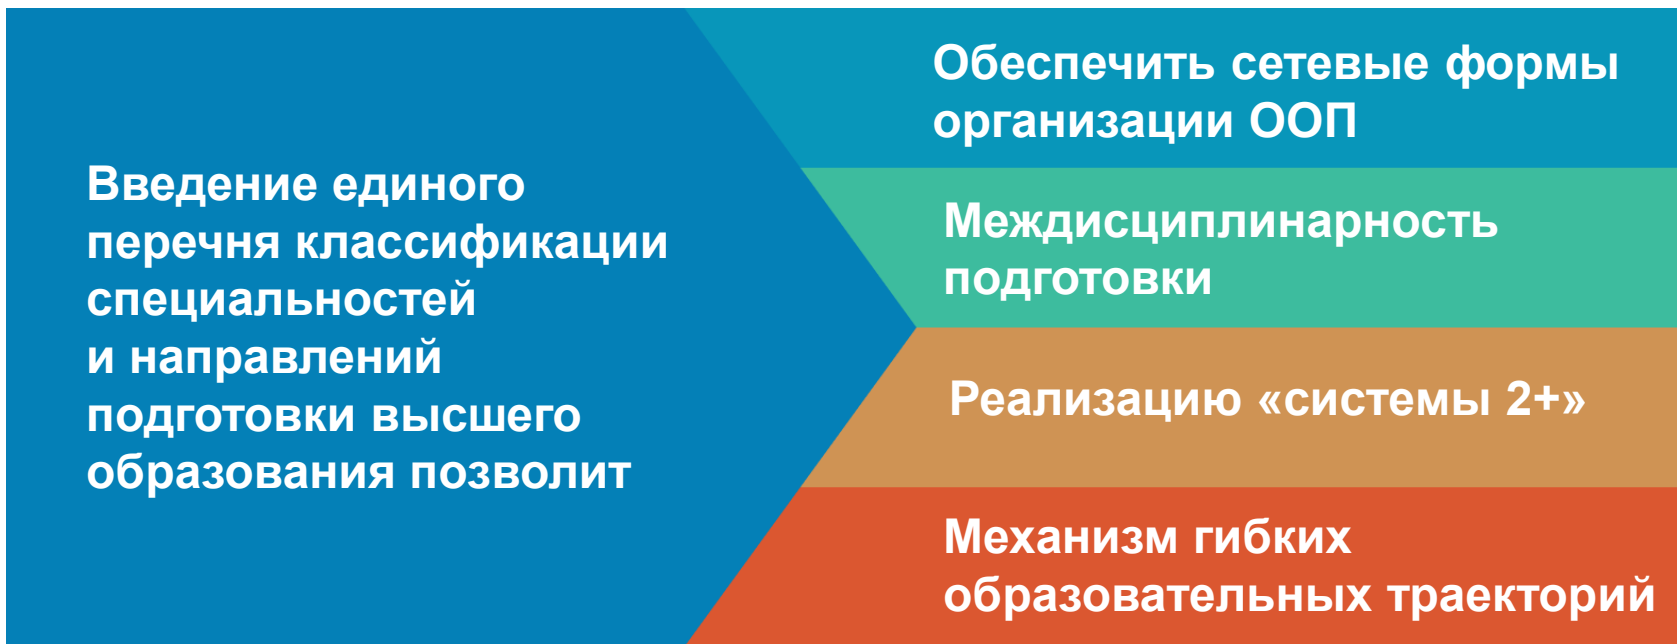 Введение единого
перечня классификации
специальностей
и направлений
подготовки высшего
образования позволит
Обеспечить сетевые формы
организации ООП
Междисциплинарность
подготовки
Реализацию «системы 2+»
Механизм гибких
образовательных траекторий